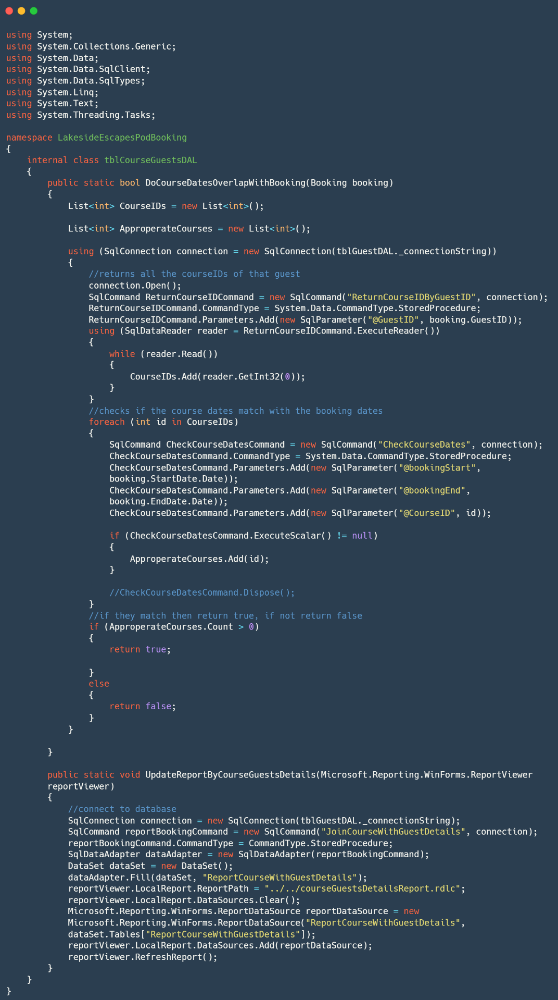 using System;
using System.Collections.Generic;
using System.Data;
using System.Data.SqlClient;
using System.Data.SqlTypes;
using System.Linq;
using System.Text;
using System.Threading.Tasks;

namespace LakesideEscapesPodBooking
{
    internal class tblCourseGuestsDAL
    {
        public static bool DoCourseDatesOverlapWithBooking(Booking booking)
        {
            List<int> CourseIDs = new List<int>();

            List<int> ApproperateCourses = new List<int>();

            using (SqlConnection connection = new SqlConnection(tblGuestDAL._connectionString))
            {
                //returns all the courseIDs of that guest
                connection.Open();
                SqlCommand ReturnCourseIDCommand = new SqlCommand("ReturnCourseIDByGuestID", connection);
                ReturnCourseIDCommand.CommandType = System.Data.CommandType.StoredProcedure;
                ReturnCourseIDCommand.Parameters.Add(new SqlParameter("@GuestID", booking.GuestID));
                using (SqlDataReader reader = ReturnCourseIDCommand.ExecuteReader())
                {
                    while (reader.Read())
                    {
                        CourseIDs.Add(reader.GetInt32(0));
                    }
                }
                //checks if the course dates match with the booking dates
                foreach (int id in CourseIDs)
                {
                    SqlCommand CheckCourseDatesCommand = new SqlCommand("CheckCourseDates", connection);
                    CheckCourseDatesCommand.CommandType = System.Data.CommandType.StoredProcedure;
                    CheckCourseDatesCommand.Parameters.Add(new SqlParameter("@bookingStart",
                    booking.StartDate.Date));
                    CheckCourseDatesCommand.Parameters.Add(new SqlParameter("@bookingEnd",
                    booking.EndDate.Date));
                    CheckCourseDatesCommand.Parameters.Add(new SqlParameter("@CourseID", id));

                    if (CheckCourseDatesCommand.ExecuteScalar() != null)
                    {
                        ApproperateCourses.Add(id);
                    }

                    //CheckCourseDatesCommand.Dispose();
                }
                //if they match then return true, if not return false
                if (ApproperateCourses.Count > 0)
                {
                    return true;

                }
                else
                {
                    return false;
                }
            }

        }

        public static void UpdateReportByCourseGuestsDetails(Microsoft.Reporting.WinForms.ReportViewer
        reportViewer)
        {
            //connect to database
            SqlConnection connection = new SqlConnection(tblGuestDAL._connectionString);
            SqlCommand reportBookingCommand = new SqlCommand("JoinCourseWithGuestDetails", connection);
            reportBookingCommand.CommandType = CommandType.StoredProcedure;
            SqlDataAdapter dataAdapter = new SqlDataAdapter(reportBookingCommand);
            DataSet dataSet = new DataSet();
            dataAdapter.Fill(dataSet, "ReportCourseWithGuestDetails");
            reportViewer.LocalReport.ReportPath = "../../courseGuestsDetailsReport.rdlc";
            reportViewer.LocalReport.DataSources.Clear();
            Microsoft.Reporting.WinForms.ReportDataSource reportDataSource = new
            Microsoft.Reporting.WinForms.ReportDataSource("ReportCourseWithGuestDetails",
            dataSet.Tables["ReportCourseWithGuestDetails"]);
            reportViewer.LocalReport.DataSources.Add(reportDataSource);
            reportViewer.RefreshReport();
        }
    }
}